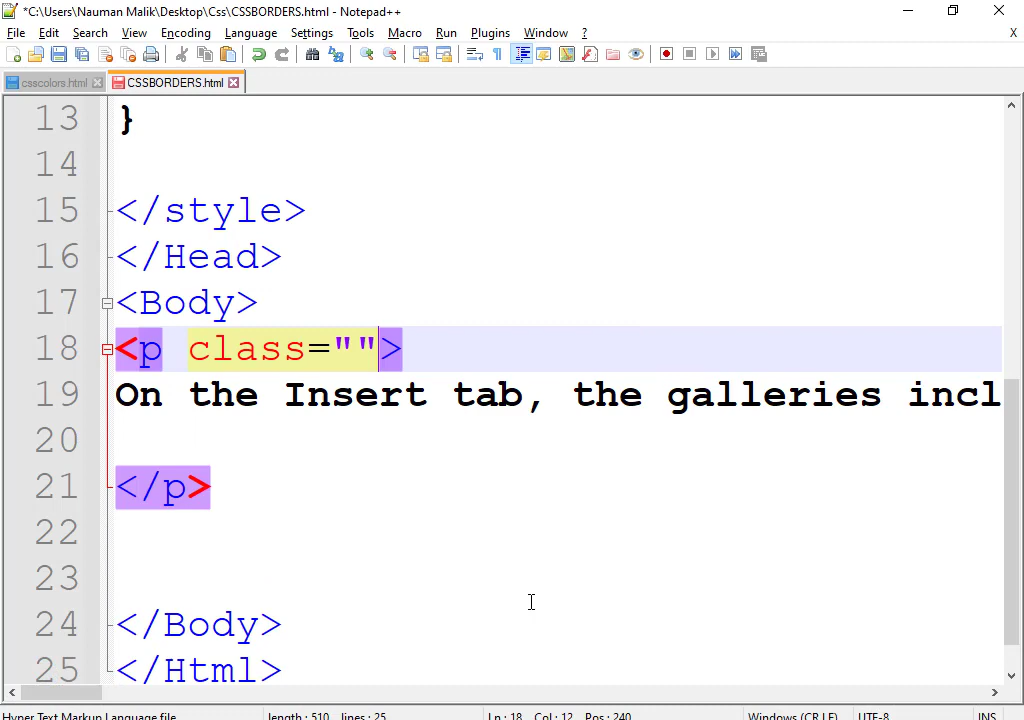 *C:\Users\Nauman Malik\Desktop\Css\CSSBORDERS.html - Notepad++
File Edit Search View Encoding Language Settings Tools Macro Run Plugins Window ? X
csscolors.html CSSBORDERS.html
13 }
14
15 </style>
16 </Head>
17 <Body>
18 <p class="">
19 On the Insert tab, the galleries incl
20
21 </p>
22
23
24 </Body>
25 </Html>
Hyper Text Markup Language file length : 510 lines : 25 Ln : 18 Col : 12 Pos : 240 Windows (CR LF) UTF-8 INS